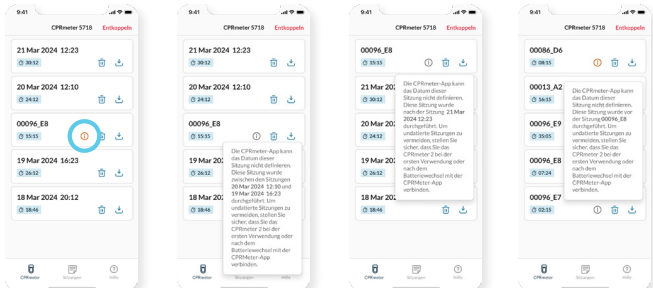 9:41
CPRmeter 5718
Entkoppeln
21 Mar 2024 12:23
30:12
20 Mar 2024 12:10
24:12
00096_E8
15:15
19 Mar 2024 16:23
26:12
18 Mar 2024 20:12
18:46
CPRmeter
Sitzungen
Hilfe
9:41
CPRmeter 5718
Entkoppeln
21 Mar 2024 12:23
30:12
20 Mar 2024 12:10
24:12
00096_E8
15:15
19 Mar 202
26:12
18 Mar 202
18:46
Die CPRmeter-App kann
das Datum dieser
Sitzung nicht definieren.
Diese Sitzung wurde
zwischen den Sitzungen
20 Mar 2024 12:10 und
19 Mar 2024 16:23
durchgeführt. Um
undatierte Sitzungen zu
vermeiden, stellen Sie
sicher, dass Sie das
CPRmeter 2 bei der
ersten Verwendung oder
nach dem
Batteriewechsel mit der
CPRMeter-App
verbinden.
CPRmeter
Sitzungen
Hilfe
9:41
CPRmeter 5718
Entkoppeln
00096_E8
15:15
21 Mar 202
30:12
20 Mar 202
24:12
19 Mar 202
26:12
18 Mar 202
18:46
Die CPRmeter-App kann
das Datum dieser
Sitzung nicht definieren.
Diese Sitzung wurde
nach der Sitzung 21 Mar
2024 12:23
durchgeführt. Um
undatierte Sitzungen zu
vermeiden, stellen Sie
sicher, dass Sie das
CPRmeter 2 bei der
ersten Verwendung oder
nach dem
Batteriewechsel mit der
CPRMeter-App
verbinden.
CPRmeter
Sitzungen
Hilfe
9:41
CPRmeter 5718
Entkoppeln
00086_D6
08:15
00013_A2
16:15
00096_E9
35:05
00096_E8
07:24
00096_E7
02:15
Die CPRmeter-App kann
das Datum dieser
Sitzung nicht definieren.
Diese Sitzung wurde vor
der Sitzung 00096_E8
durchgeführt. Um
undatierte Sitzungen zu
vermeiden, stellen Sie
sicher, dass Sie das
CPRmeter 2 bei der
ersten Verwendung oder
nach dem
Batteriewechsel mit der
CPRMeter-App
verbinden.
CPRmeter
Sitzungen
Hilfe